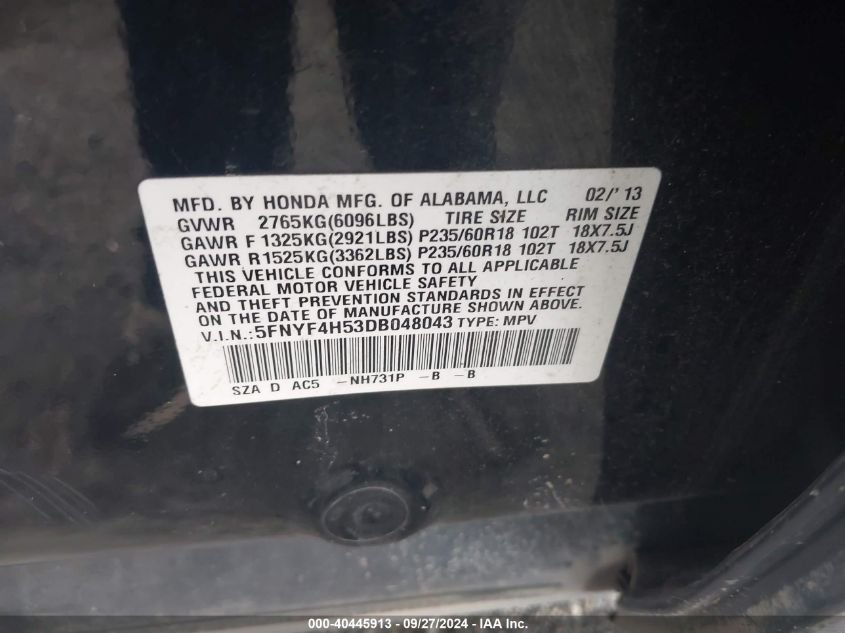 MFD. BY HONDA MFG. OF ALABAMA, LLC 02/'13
GVWR 2765KG(6096LBS) TIRE SIZE RIM SIZE
GAWR F 1325KG(2921LBS) P235/60R18 102T 18X7.5J
GAWR R1525KG(3362LBS) P235/60R18 102T 18X7.5J
THIS VEHICLE CONFORMS TO ALL APPLICABLE
FEDERAL MOTOR VEHICLE SAFETY
AND THEFT PREVENTION STANDARDS IN EFFECT
ON THE DATE OF MANUFACTURE SHOWN ABOVE.
V.I.N.:5FNYF4H53DB048043 TYPE: MPV
SZA D AC5 -NH731P -B -B
000-40445913 - 09/27/2024 - IAA Inc.